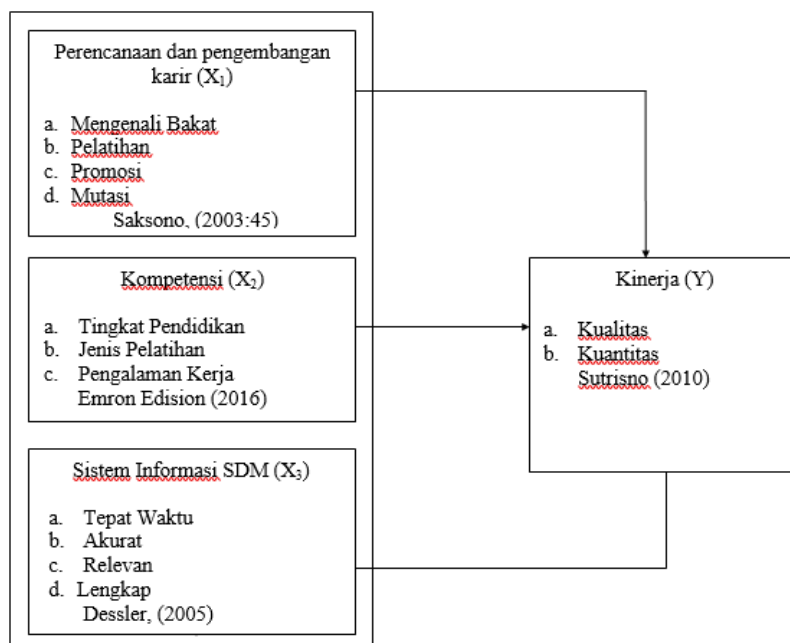 Perencanaan dan pengembangan
karir (X₁)
a. Mengenali Bakat
b. Pelatihan
c. Promosi
d. Mutasi
Saksono, (2003:45)
Kompetensi (X₂)
a. Tingkat Pendidikan
b. Jenis Pelatihan
c. Pengalaman Kerja
Emron Edision (2016)
Sistem Informasi SDM (X₃)
a. Tepat Waktu
b. Akurat
c. Relevan
d. Lengkap
Dessler, (2005)
Kinerja (Y)
a. Kualitas
b. Kuantitas
Sutrisno (2010)